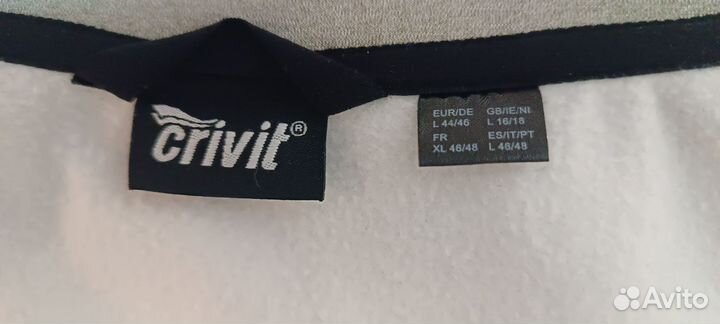 crivit®
EUR/DE GB/IE/NI
L 44/46 L 16/18
FR ES/IT/PT
XL 46/48 L 46/48
Avito